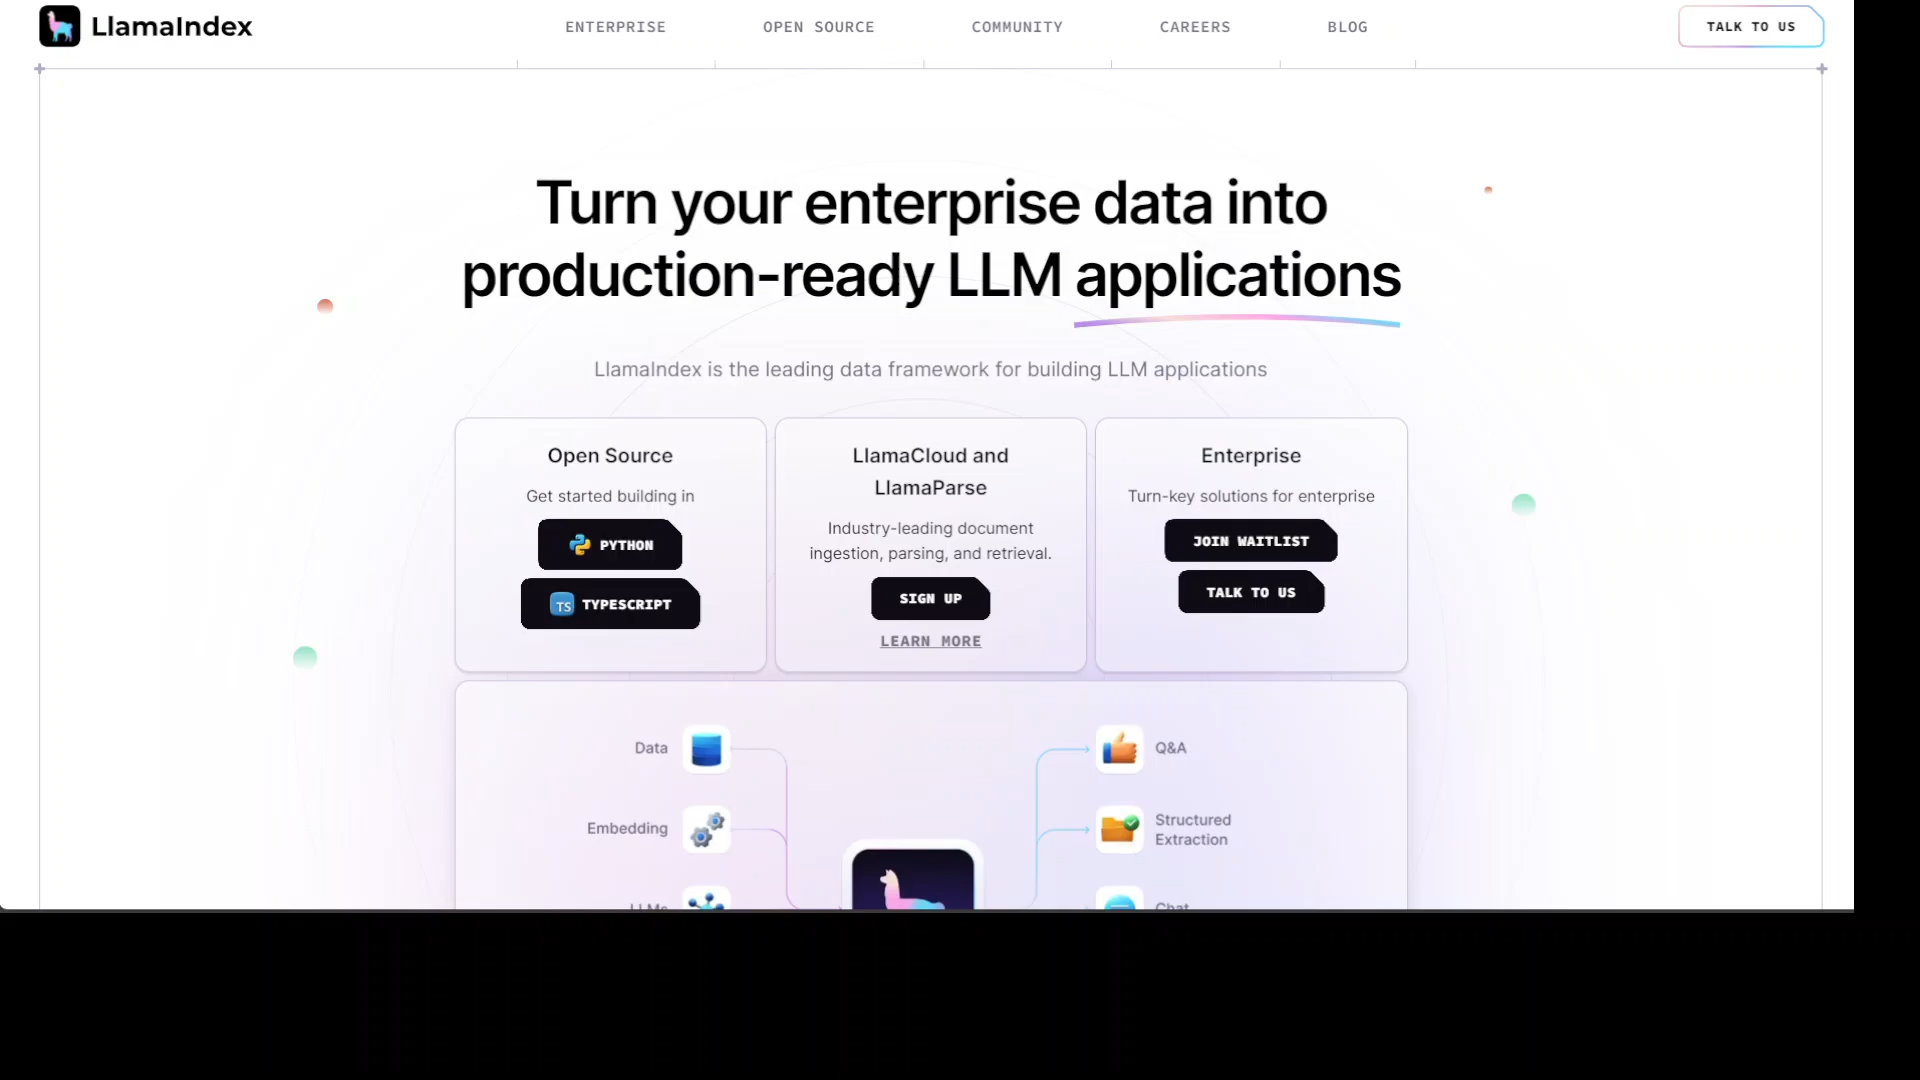 LlamaIndex
ENTERPRISE
OPEN SOURCE
COMMUNITY
CAREERS
BLOG
TALK TO US
Turn your enterprise data into
production-ready LLM applications
LlamaIndex is the leading data framework for building LLM applications
Open Source
Get started building in
PYTHON
TS TYPESCRIPT
LlamaCloud and
LlamaParse
Industry-leading document
ingestion, parsing, and retrieval.
SIGN UP
LEARN MORE
Enterprise
Turn-key solutions for enterprise
JOIN WAITLIST
TALK TO US
Data
Embedding
LLMs
Q&A
Structured
Extraction
Chat